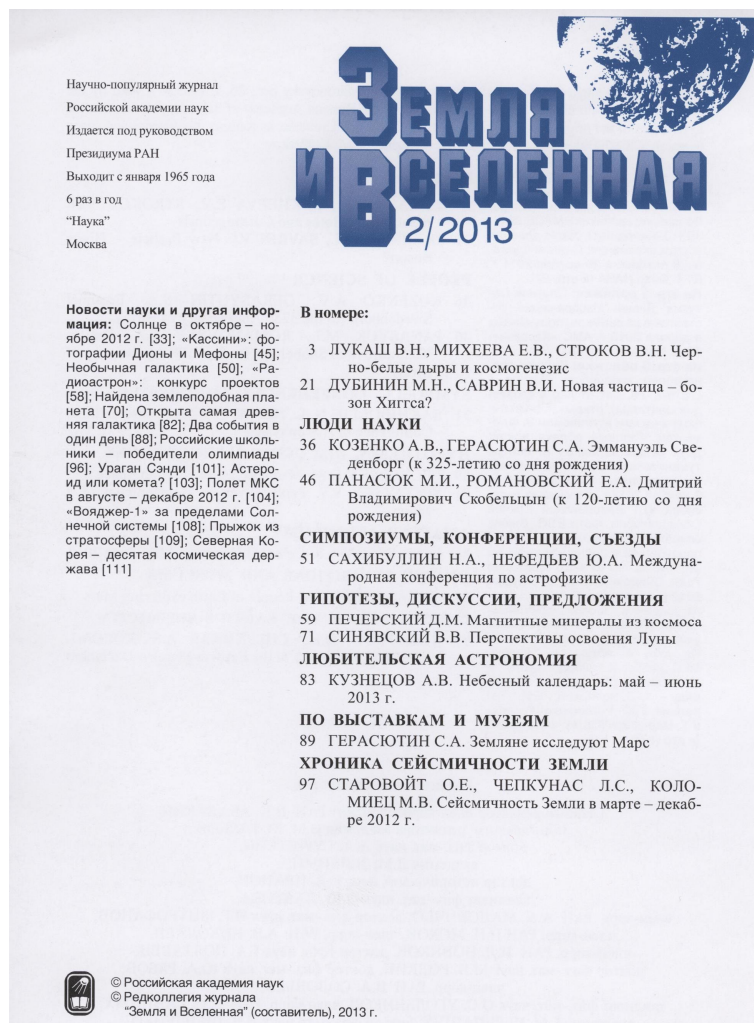 Научно-популярный журнал
Российской академии наук
Издается под руководством
Президиума РАН
Выходит с января 1965 года
6 раз в год
“Наука”
Москва
Земля
и Вселенная
2/2013
Новости науки и другая инфор-
мация: Солнце в октябре – но-
ябре 2012 г. [33]; «Кассини»: фо-
тографии Дионы и Мефоны [45];
Необычная галактика [50]; «Ра-
диоастрон»: конкурс проектов
[58]; Найдена землеподобная пла-
нета [70]; Открыта самая древ-
няя галактика [82]; Два события в
один день [88]; Российские школь-
ники – победители олимпиады
[96]; Ураган Сэнди [101]; Астеро-
ид или комета? [103]; Полет МКС
в августе – декабре 2012 г. [104];
«Вояджер-1» за пределами Сол-
нечной системы [108]; Прыжок из
стратосферы [109]; Северная Ко-
рея – десятая космическая дер-
жава [111]
В номере:
3 ЛУКАШ В.Н., МИХЕЕВА Е.В., СТРОКОВ В.Н. Чер-
но-белые дыры и космогенезис
21 ДУБИНИН М.Н., САВРИН В.И. Новая частица – бо-
зон Хиггса?
ЛЮДИ НАУКИ
36 КОЗЕНКО А.В., ГЕРАСЮТИН С.А. Эммануэль Све-
денборг (к 325-летию со дня рождения)
46 ПАНАСЮК М.И., РОМАНОВСКИЙ Е.А. Дмитрий
Владимирович Скобельцын (к 120-летию со дня
рождения)
СИМПОЗИУМЫ, КОНФЕРЕНЦИИ, СЪЕЗДЫ
51 САХИБУЛЛИН Н.А., НЕФЕДЬЕВ Ю.А. Междуна-
родная конференция по астрофизике
ГИПОТЕЗЫ, ДИСКУССИИ, ПРЕДЛОЖЕНИЯ
59 ПЕЧЕРСКИЙ Д.М. Магнитные минералы из космоса
71 СИНЯВСКИЙ В.В. Перспективы освоения Луны
ЛЮБИТЕЛЬСКАЯ АСТРОНОМИЯ
83 КУЗНЕЦОВ А.В. Небесный календарь: май – июнь
2013 г.
ПО ВЫСТАВКАМ И МУЗЕЯМ
89 ГЕРАСЮТИН С.А. Земляне исследуют Марс
ХРОНИКА СЕЙСМИЧНОСТИ ЗЕМЛИ
97 СТАРОВОЙТ О.Е., ЧЕПКУНАС Л.С., КОЛО-
МИЕЦ М.В. Сейсмичность Земли в марте – декаб-
ре 2012 г.
© Российская академия наук
© Редколлегия журнала
“Земля и Вселенная” (составитель), 2013 г.